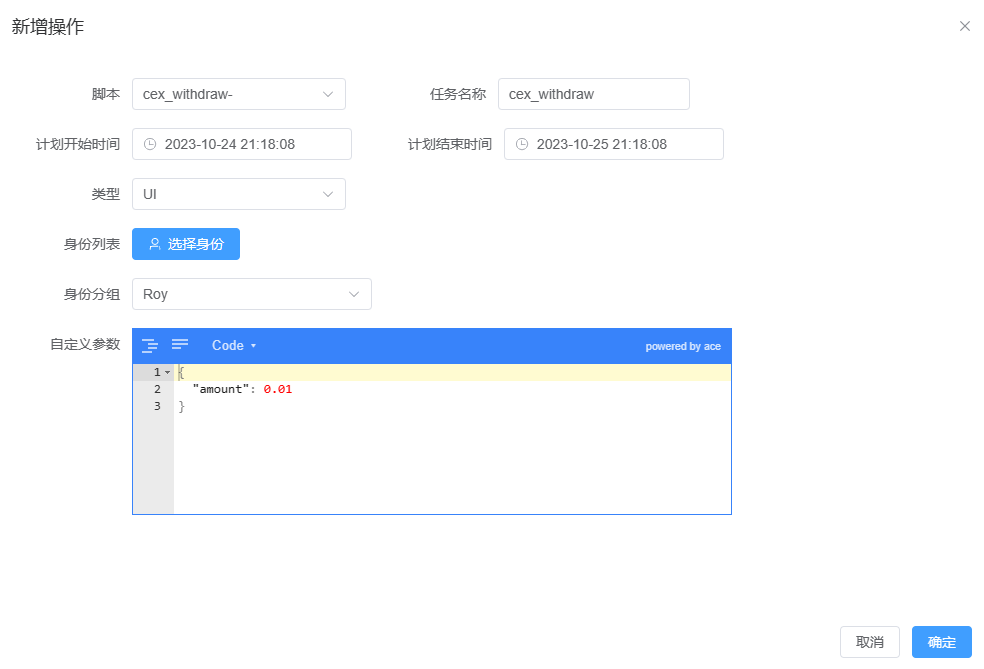 新增操作
脚本 cex_withdraw- 任务名称 cex_withdraw
计划开始时间 2023-10-24 21:18:08 计划结束时间 2023-10-25 21:18:08
类型 UI
身份列表 选择身份
身份分组 Roy
自定义参数 Code powered by ace
1 {
2 "amount": 0.01
3 }
取消 确定